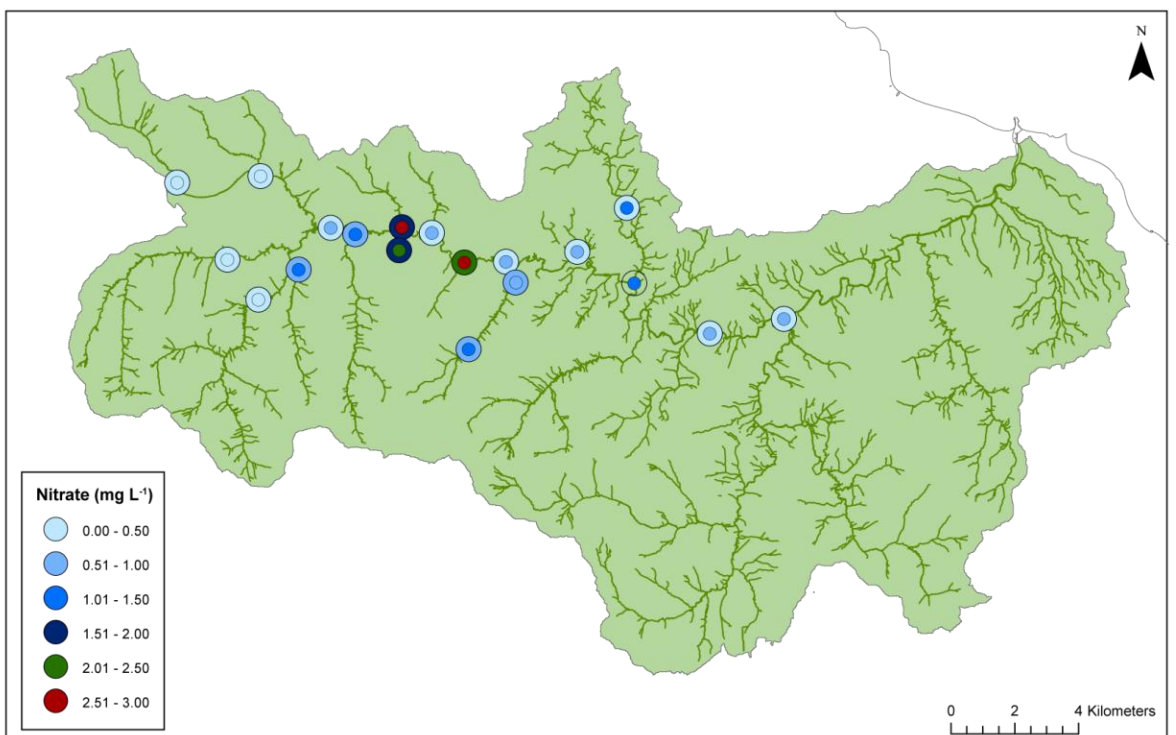 N
Nitrate (mg L-1)
0.00 - 0.50
0.51 - 1.00
1.01 - 1.50
1.51 - 2.00
2.01 - 2.50
2.51 - 3.00
0 2 4 Kilometers